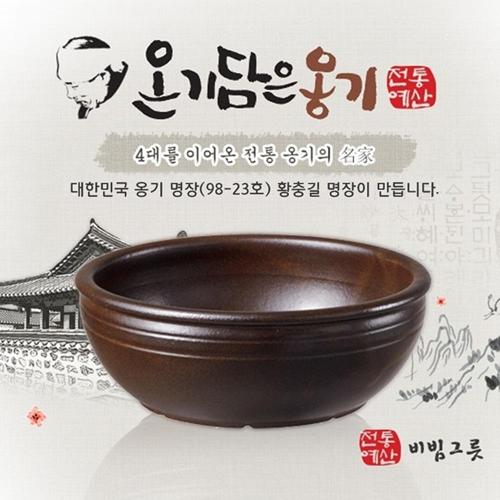 온기담은옹기
전통
예산
4대를 이어온 전통 옹기의 名家
대한민국 옹기 명장(98-23호) 황충길 명장이 만듭니다.
전통
예산
비빔그릇